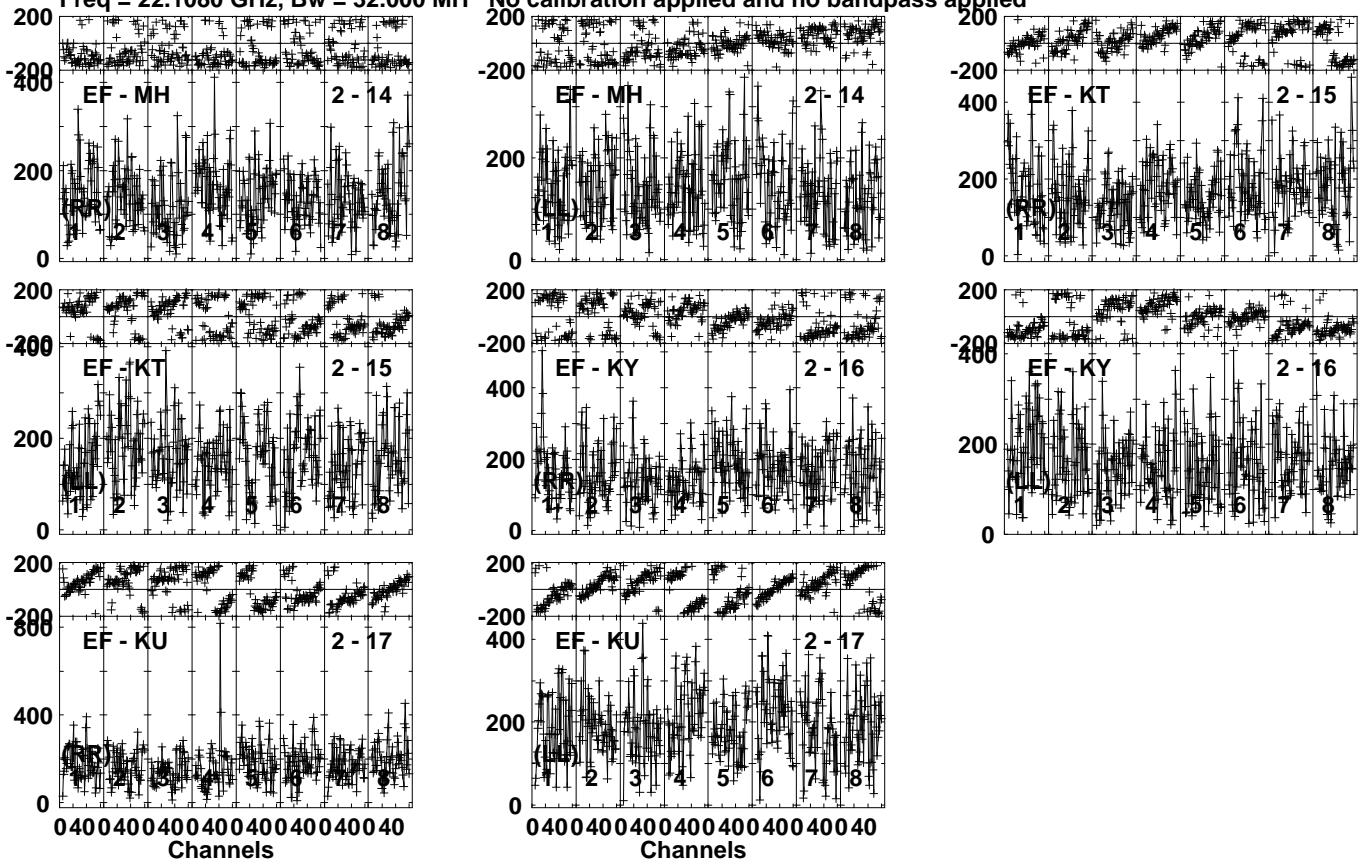 Freq = 22.1080 GHz, Bw = 32.000 MH No calibration applied and no bandpass applied
200
-200
400
200
0
EF - MH 2 - 14
(RR)
1 2 3 4 5 6 7 8
200
-200
200
0
EF - MH 2 - 14
(LL)
1 2 3 4 5 6 7 8
200
-200
400
200
0
EF - KT 2 - 15
(RR)
1 2 3 4 5 6 7 8
200
-200
400
200
0
EF - KT 2 - 15
(LL)
1 2 3 4 5 6 7 8
200
-200
400
200
0
EF - KY 2 - 16
(RR)
1 2 3 4 5 6 7 8
200
-200
400
200
0
EF - KY 2 - 16
(LL)
1 2 3 4 5 6 7 8
200
-200
800
400
0
EF - KU 2 - 17
(RR)
1 2 3 4 5 6 7 8
0 40 0 40 0 40 0 40 0 40 0 40 0 40 0 40
Channels
200
-200
400
200
0
EF - KU 2 - 17
(LL)
1 2 3 4 5 6 7 8
0 40 0 40 0 40 0 40 0 40 0 40 0 40 0 40
Channels